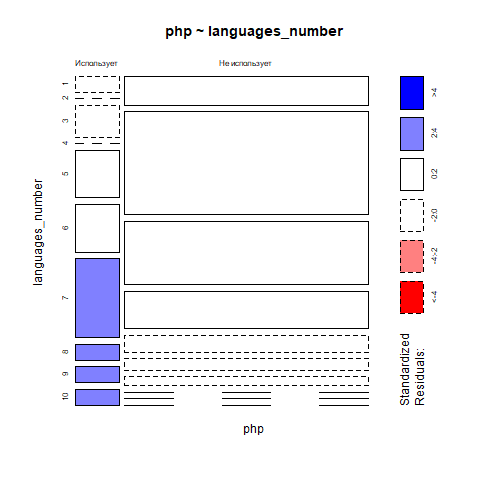 php ~ languages_number
Использует Не использует
1
2
3
4
5
6
7
8
9
10
languages_number
php
>4
2:4
0:2
-2:0
-4:-2
<-4
Standardized
Residuals: